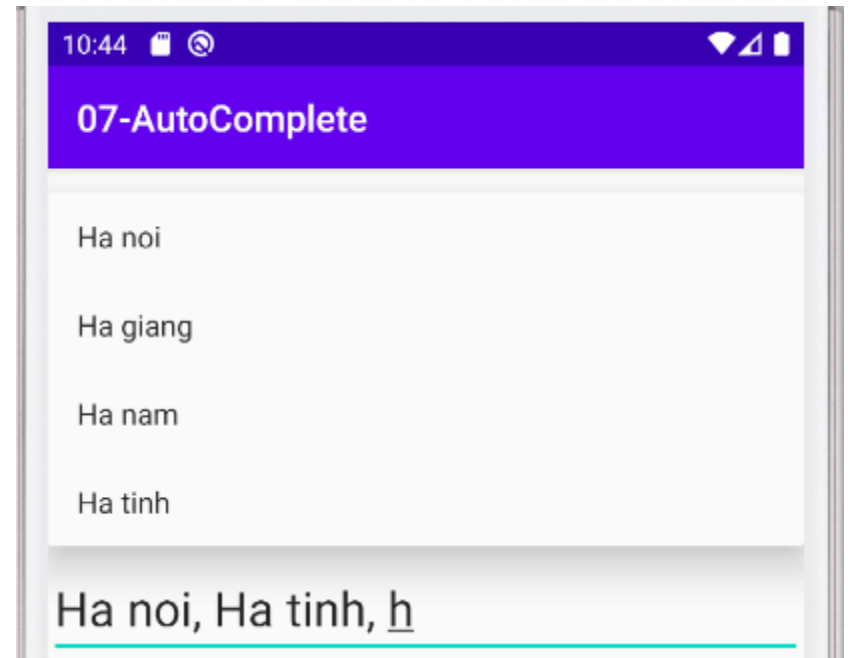 10:44
07-AutoComplete
Ha noi
Ha giang
Ha nam
Ha tinh
Ha noi, Ha tinh, h